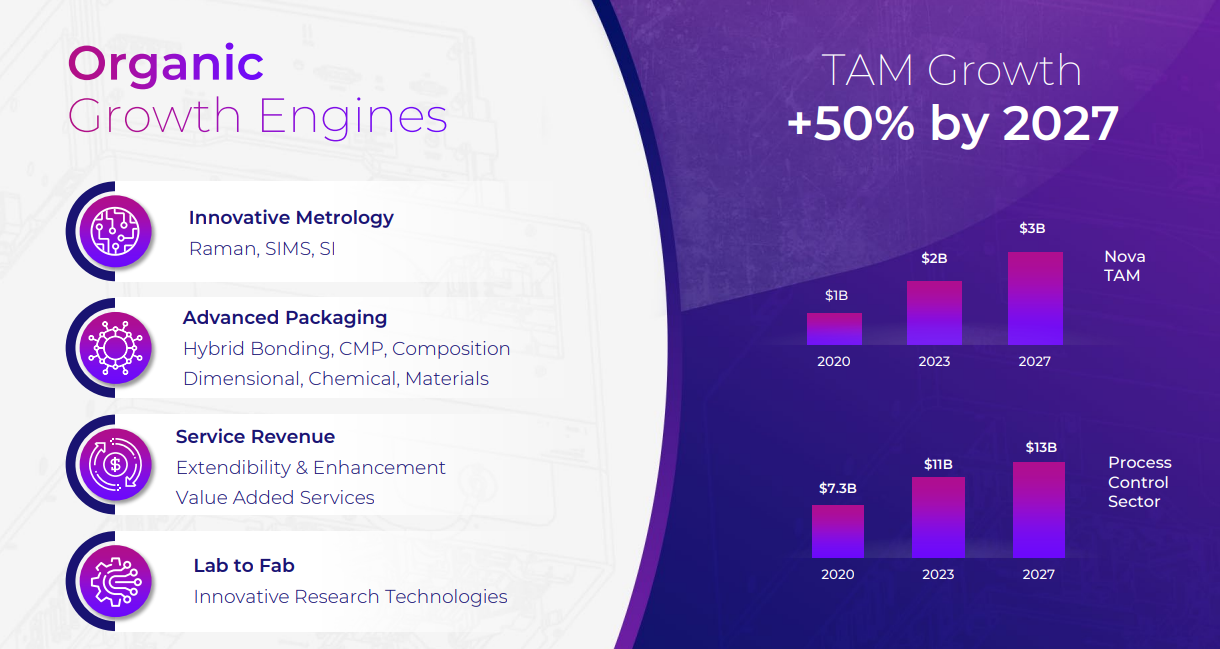 Organic
Growth Engines
Innovative Metrology
Raman, SIMS, SI
Advanced Packaging
Hybrid Bonding, CMP, Composition
Dimensional, Chemical, Materials
Service Revenue
Extendibility & Enhancement
Value Added Services
Lab to Fab
Innovative Research Technologies
TAM Growth
+50% by 2027
$1B
$2B
$3B
Nova
TAM
2020
2023
2027
$7.3B
$11B
$13B
Process
Control
Sector
2020
2023
2027